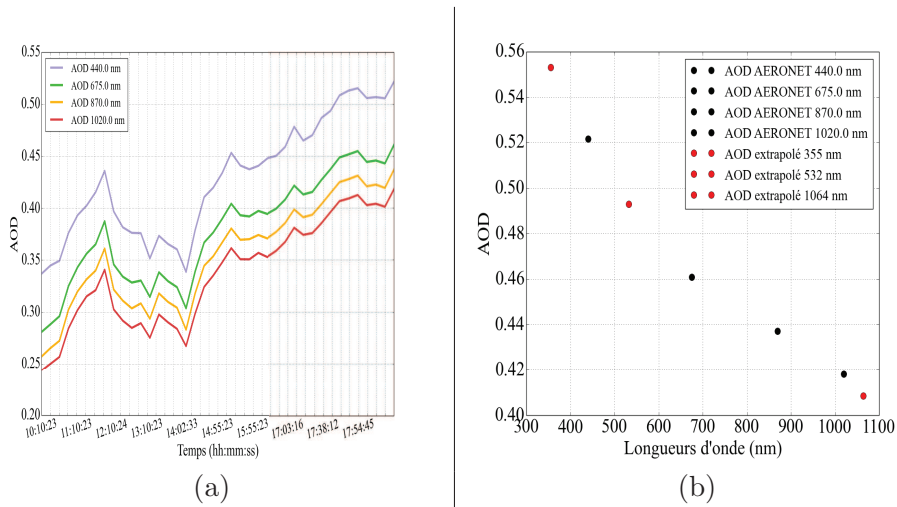 0.55
AOD 440.0 nm
AOD 675.0 nm
AOD 870.0 nm
AOD 1020.0 nm
0.50
0.45
0.40
0.35
0.30
0.25
0.20
AOD
10:10:23 11:10:23 12:10:24 13:10:23 14:02:33 14:55:23 15:55:23 17:03:16 17:38:12 17:54:45
Temps (hh:mm:ss)
(a)
0.56
AOD AERONET 440.0 nm
AOD AERONET 675.0 nm
AOD AERONET 870.0 nm
AOD AERONET 1020.0 nm
AOD extrapolé 355 nm
AOD extrapolé 532 nm
AOD extrapolé 1064 nm
0.54
0.52
0.50
0.48
0.46
0.44
0.42
0.40
AOD
300 400 500 600 700 800 900 1000 1100
Longueurs d'onde (nm)
(b)